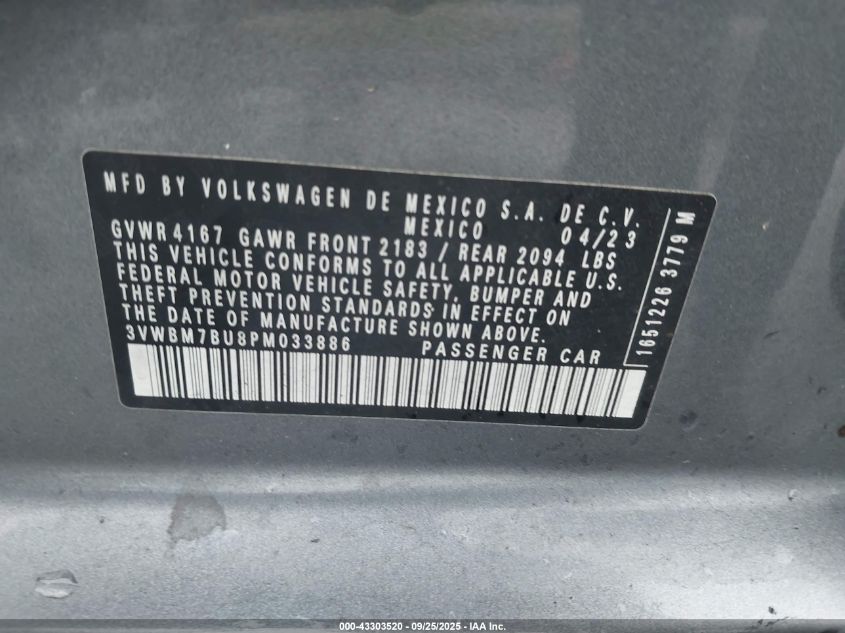 MFD BY VOLKSWAGEN DE MEXICO S.A. DE C.V.
MEXICO 04/23
GVWR 4167 GAWR FRONT 2183 / REAR 2094 LBS
THIS VEHICLE CONFORMS TO ALL APPLICABLE U.S.
FEDERAL MOTOR VEHICLE SAFETY, BUMPER AND
THEFT PREVENTION STANDARDS IN EFFECT ON
THE DATE OF MANUFACTURE SHOWN ABOVE.
3VWBM7BU8PM033886 PASSENGER CAR
1651226 3779 M
000-43303520 - 09/25/2025 - IAA Inc.